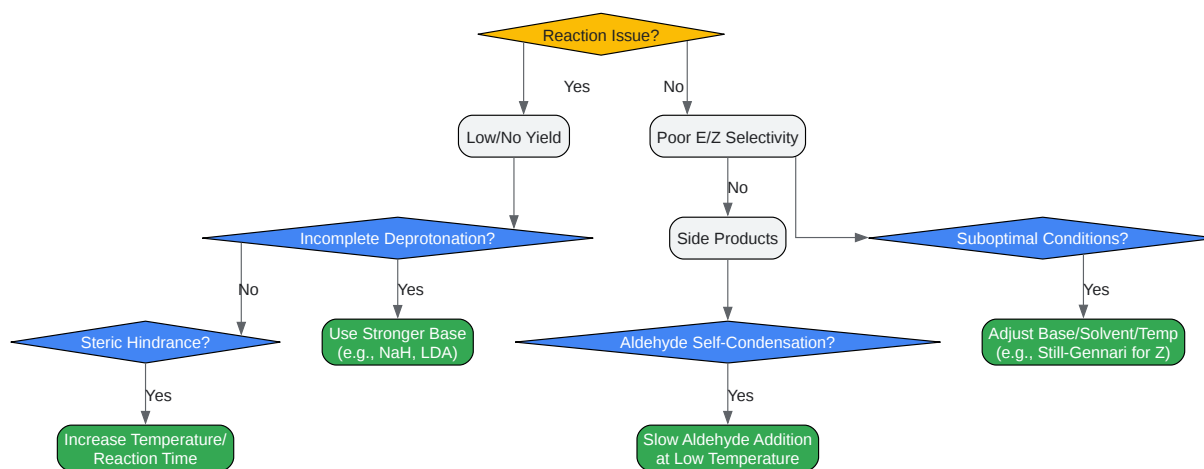 Reaction Issue?
Yes
No
Low/No Yield
Poor E/Z Selectivity
No
Side Products
Incomplete Deprotonation?
Suboptimal Conditions?
No
Yes
Yes
Use Stronger Base
(e.g., NaH, LDA)
Adjust Base/Solvent/Temp
(e.g., Still-Gennari for Z)
Steric Hindrance?
Aldehyde Self-Condensation?
Yes
Yes
Increase Temperature/
Reaction Time
Slow Aldehyde Addition
at Low Temperature